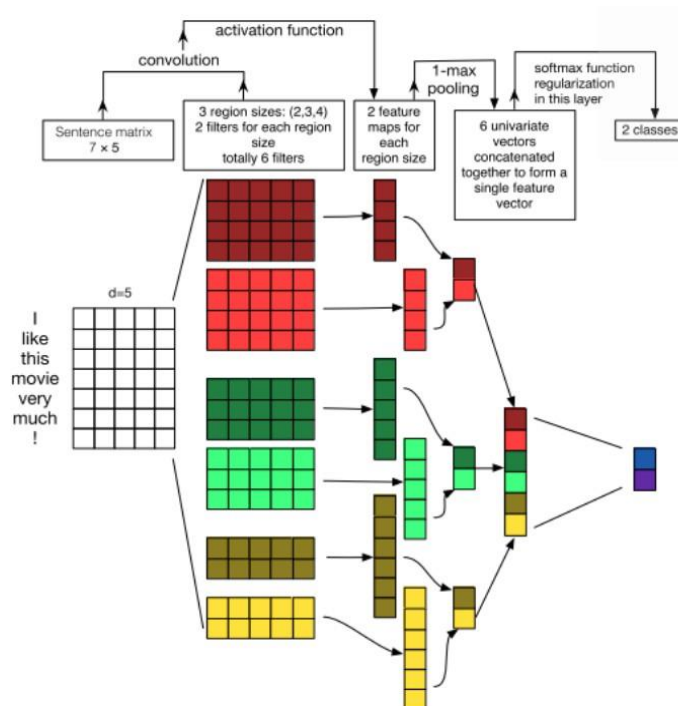 activation function
convolution
1-max
pooling
softmax function
regularization
in this layer
Sentence matrix
7 × 5
3 region sizes: (2,3,4)
2 filters for each region
size
totally 6 filters
2 feature
maps for
each
region size
6 univariate
vectors
concatenated
together to form a
single feature
vector
2 classes
d=5
I
like
this
movie
very
much
!